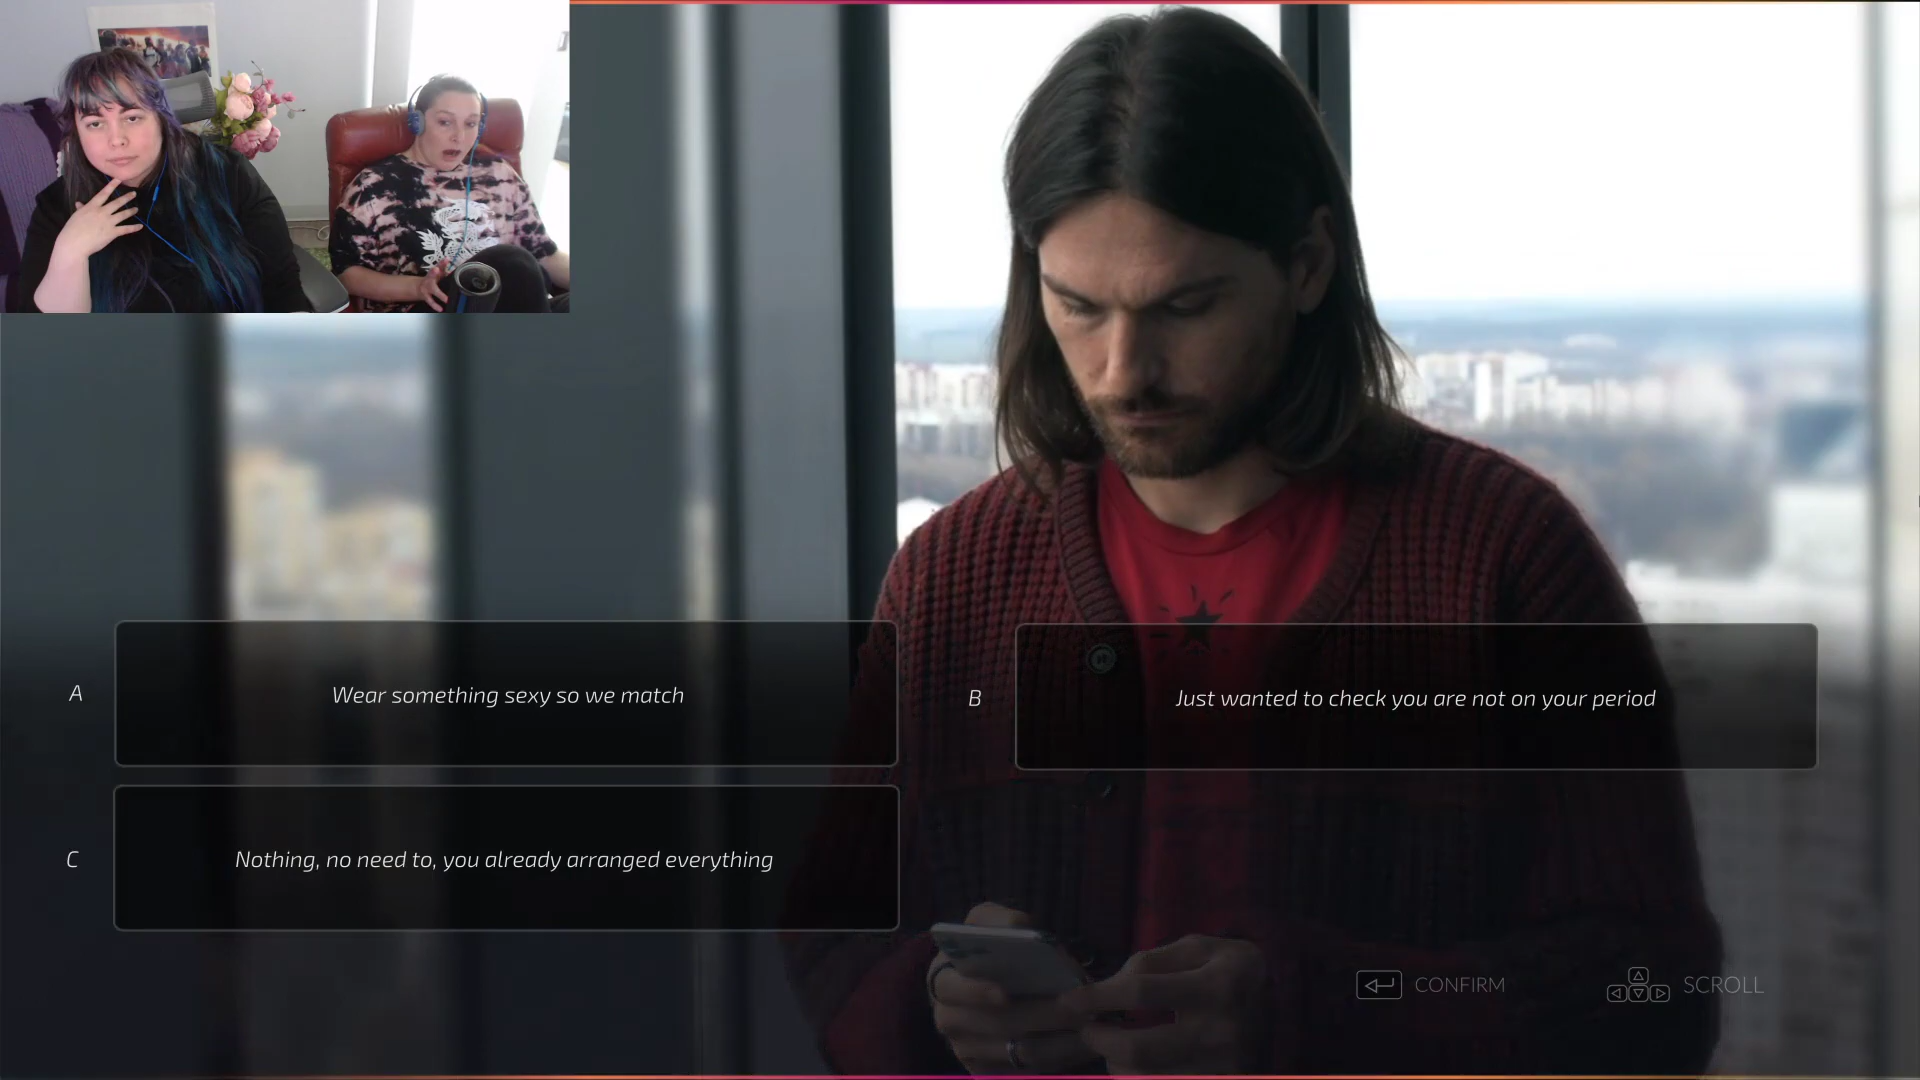 A
Wear something sexy so we match
B
Just wanted to check you are not on your period
C
Nothing, no need to, you already arranged everything
CONFIRM
SCROLL